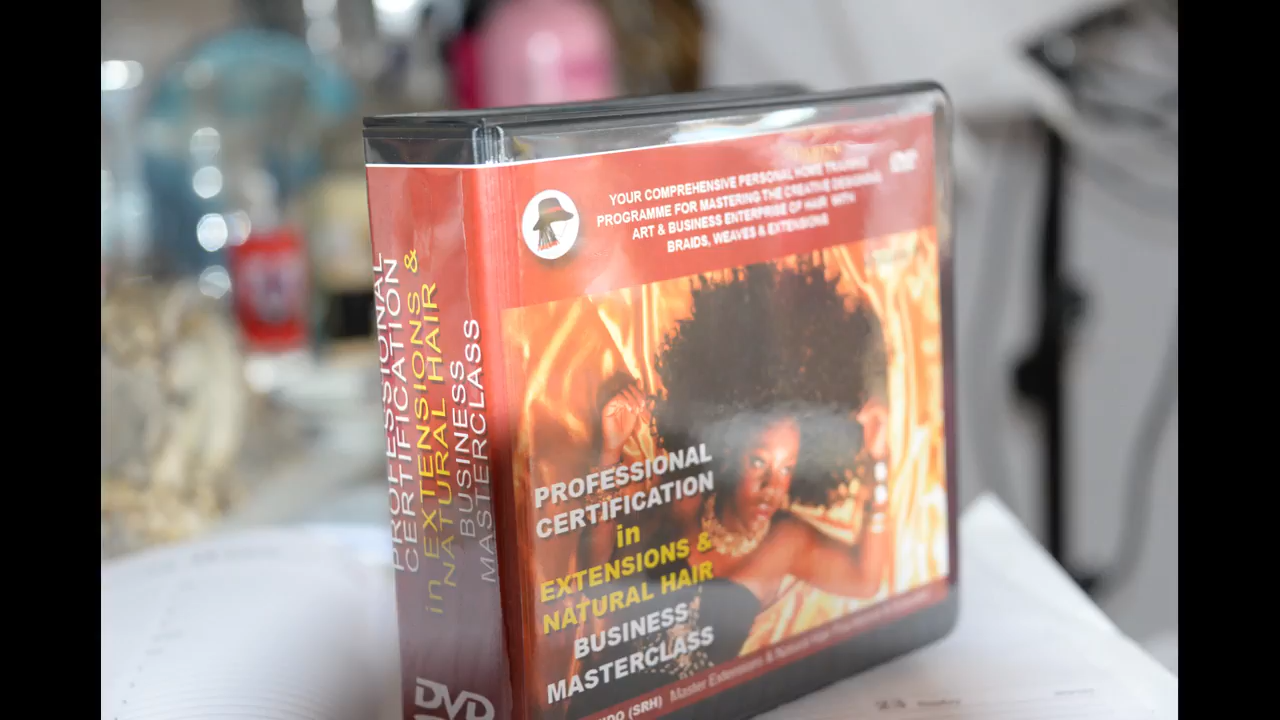 YOUR COMPREHENSIVE PERSONAL HOME TRAINING
PROGRAMME FOR MASTERING THE CREATIVE DESIGNING
ART & BUSINESS ENTERPRISE OF HAIR WITH
BRAIDS, WEAVES & EXTENSIONS
PROFESSIONAL
CERTIFICATION
in EXTENSIONS &
NATURAL HAIR
BUSINESS
MASTERCLASS
DVD
PROFESSIONAL
CERTIFICATION
in
EXTENSIONS &
NATURAL HAIR
BUSINESS
MASTERCLASS
(SRH) Master Extensions & Natural Hair
23 Sunday